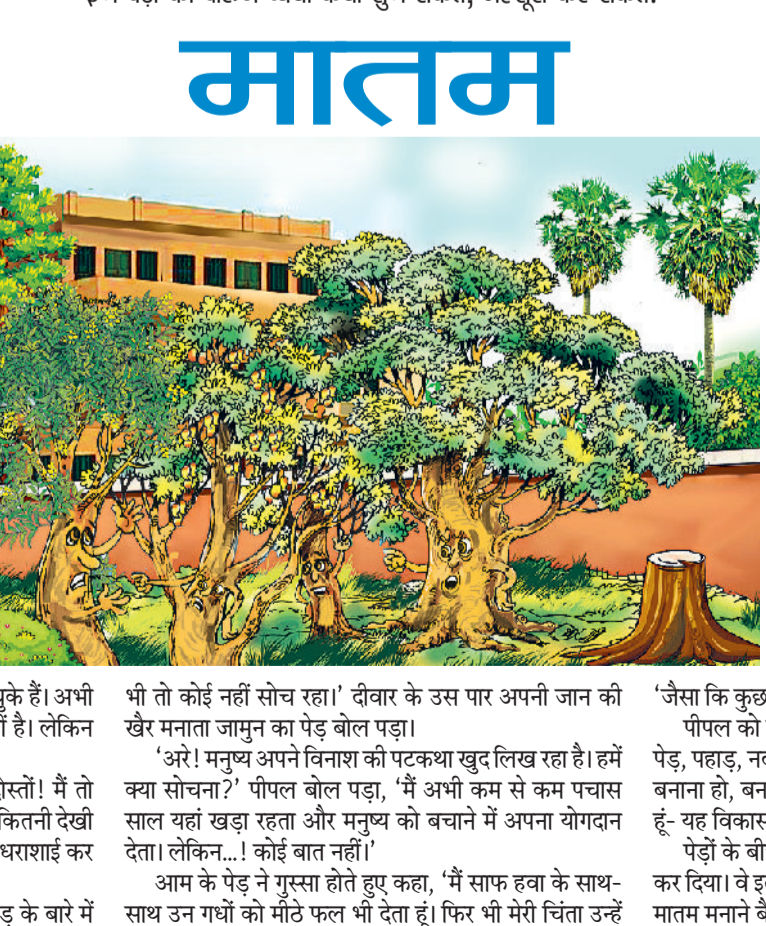 मातम
चुके हैं। अभी
है। लेकिन
दोस्तों! मैं तो
कितनी देखी
धराशाई कर
के बारे में
भी तो कोई नहीं सोच रहा।’ दीवार के उस पार अपनी जान की
खैर मनाता जामुन का पेड़ बोल पड़ा।
‘अरे! मनुष्य अपने विनाश की पटकथा खुद लिख रहा है। हमें
क्या सोचना?’ पीपल बोल पड़ा, ‘मैं अभी कम से कम पचास
साल यहां खड़ा रहता और मनुष्य को बचाने में अपना योगदान
देता। लेकिन...! कोई बात नहीं।’
आम के पेड़ ने गुस्सा होते हुए कहा, ‘मैं साफ हवा के साथ-
साथ उन गधों को मीठे फल भी देता हूं। फिर भी मेरी चिंता उन्हें
‘जैसा कि कुछ
पीपल को
पेड़, पहाड़,
बनाना हो,
हूं- यह विकास
पेड़ों के
कर दिया। वे
मातम मनाने